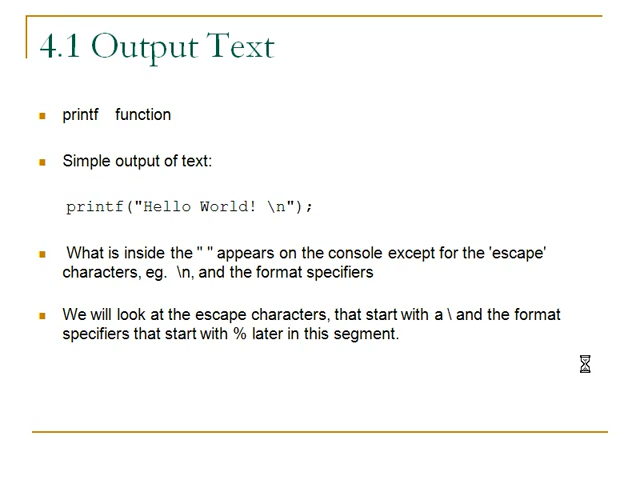 4.1 Output Text
printf function
Simple output of text:
printf("Hello World! \n");
What is inside the " " appears on the console except for the 'escape'
characters, eg. \n, and the format specifiers
We will look at the escape characters, that start with a \ and the format
specifiers that start with % later in this segment.